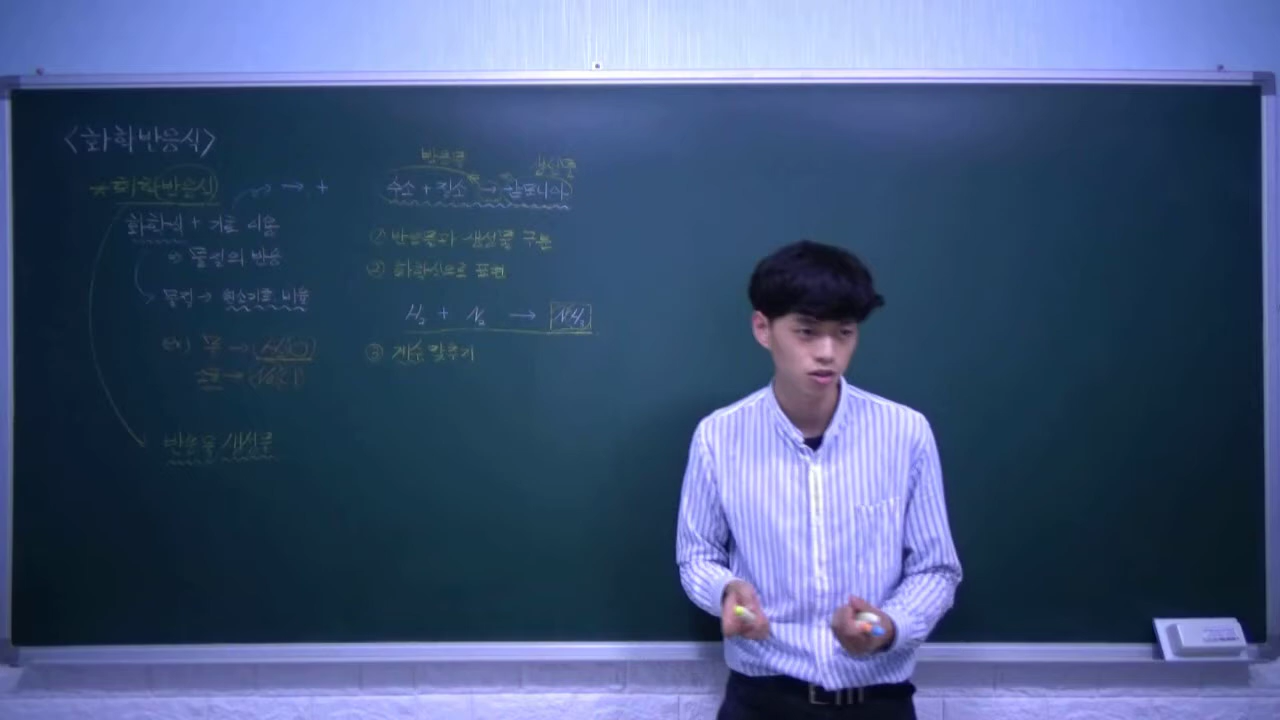 <화학반응식>
*화학반응식 → +
화학식 + 기호 이용
⇒ 물질의 반응
물질 → 원소기호, 비율
ex) 물 → H₂O
반응물, 생성물
반응물 생성물
수소 + 질소 → 암모니아
① 반응물과 생성물 구분
② 화학식으로 표현
H₂ + N₂ → NH₃
③ 계수 맞추기